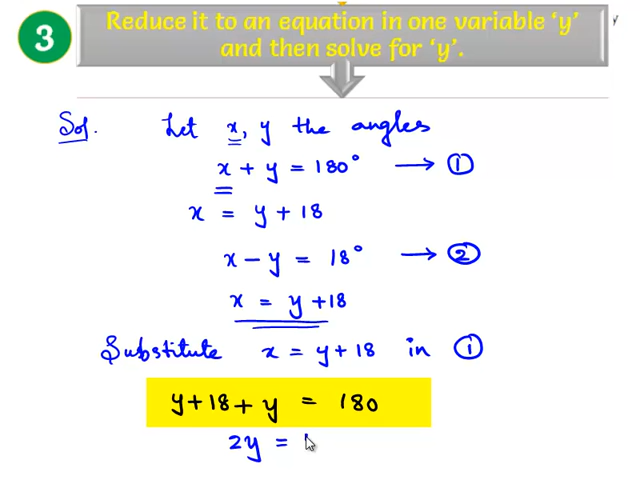 3
Reduce it to an equation in one variable ‘y’
and then solve for ‘y’.
y
Sol. Let x, y the angles
x + y = 180° → ①
x = y + 18
x - y = 18° → ②
x = y + 18
Substitute x = y + 18 in ①
y + 18 + y = 180
2y =